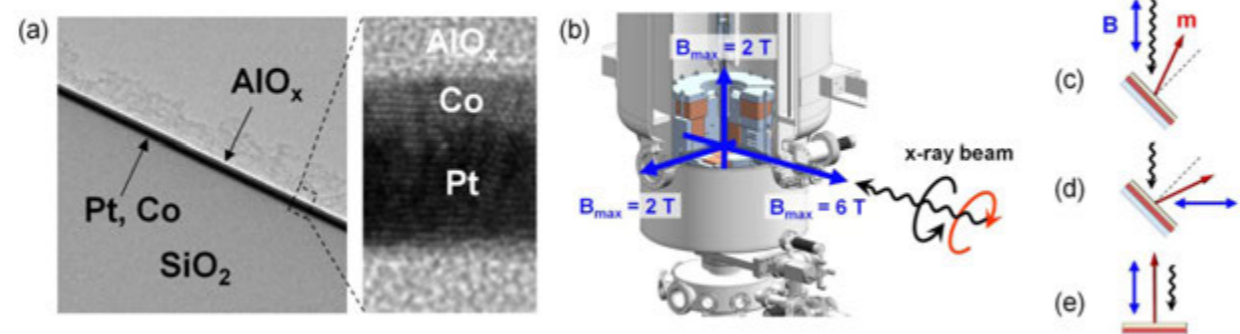 (a)
AlOₓ
Pt, Co
SiO₂
AlOₓ
Co
Pt
(b)
Bₘₐₓ = 2 T
Bₘₐₓ = 2 T
Bₘₐₓ = 6 T
x-ray beam
B
m
(c)
(d)
(e)